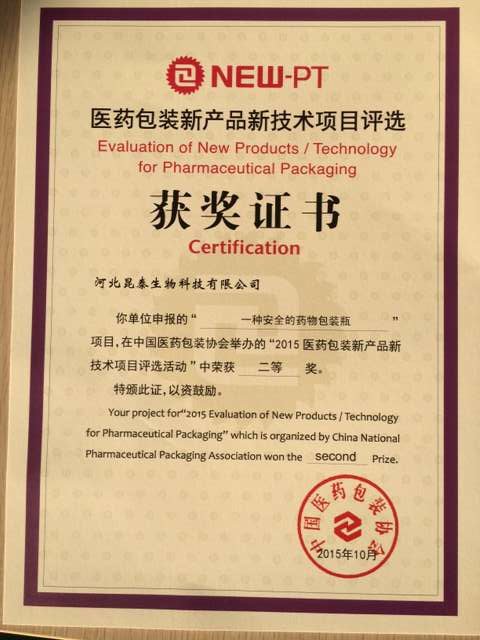 NEW-PT
医药包装新产品新技术项目评选
Evaluation of New Products / Technology
for Pharmaceutical Packaging
获奖证书
Certification
河北昆泰生物科技有限公司
你单位申报的“ 一种安全的药物包装瓶 ”
项目,在中国医药包装协会举办的“2015 医药包装新产品新
技术项目评选活动”中荣获 二等 奖。
特颁此证,以资鼓励。
Your project for“2015 Evaluation of New Products / Technology
for Pharmaceutical Packaging” which is organized by China National
Pharmaceutical Packaging Association won the second Prize.
中国医药包装协会
2015年10月